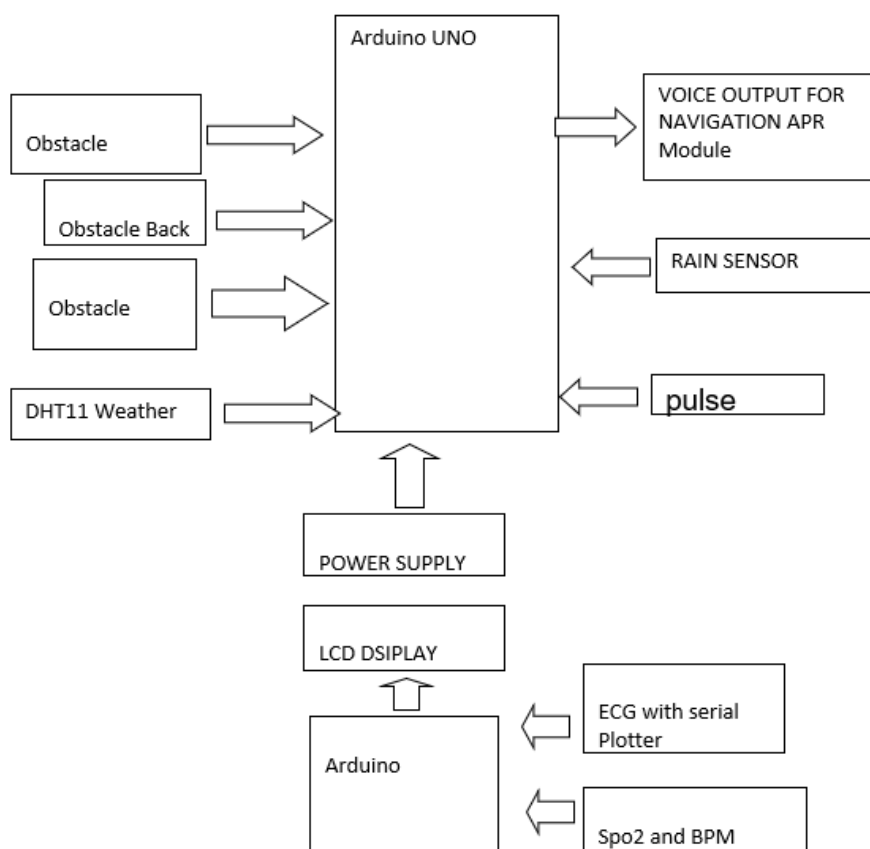 Arduino UNO
VOICE OUTPUT FOR
NAVIGATION APR
Module
Obstacle
Obstacle Back
RAIN SENSOR
Obstacle
DHT11 Weather
pulse
POWER SUPPLY
LCD DSIPLAY
ECG with serial
Plotter
Arduino
Spo2 and BPM